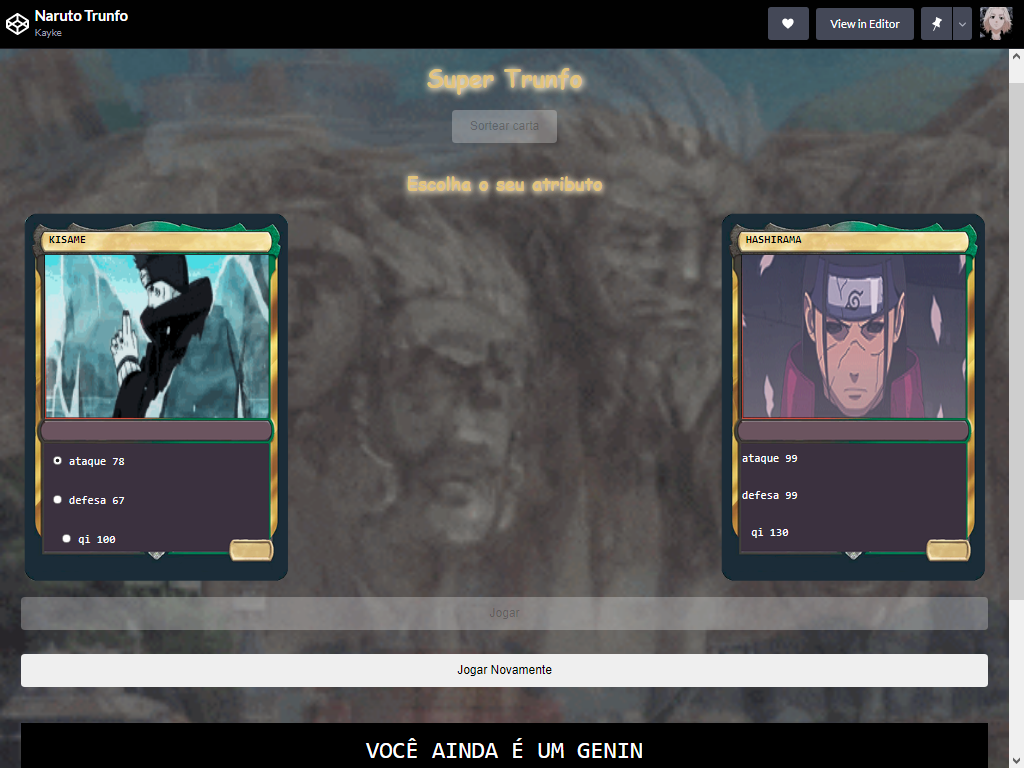 Naruto Trunfo
Kayke
View in Editor
Super Trunfo
Sortear carta
Escolha o seu atributo
KISAME
ataque 78
defesa 67
qi 100
HASHIRAMA
ataque 99
defesa 99
qi 130
Jogar
Jogar Novamente
VOCÊ AINDA É UM GENIN